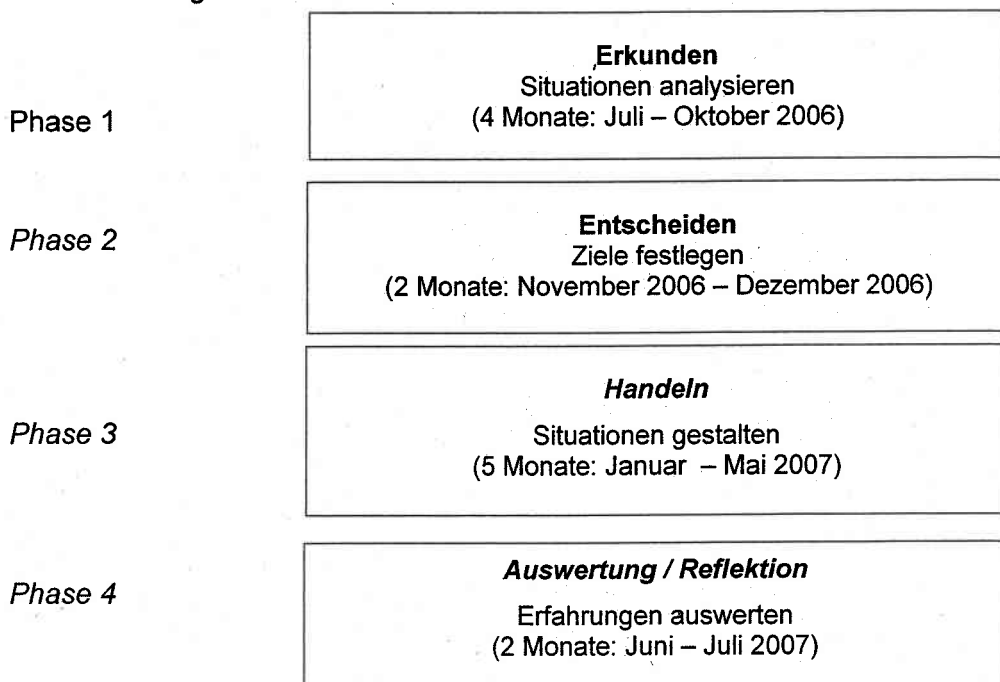 Phase 1
Erkunden
Situationen analysieren
(4 Monate: Juli – Oktober 2006)
Phase 2
Entscheiden
Ziele festlegen
(2 Monate: November 2006 – Dezember 2006)
Phase 3
Handeln
Situationen gestalten
(5 Monate: Januar – Mai 2007)
Phase 4
Auswertung / Reflektion
Erfahrungen auswerten
(2 Monate: Juni – Juli 2007)